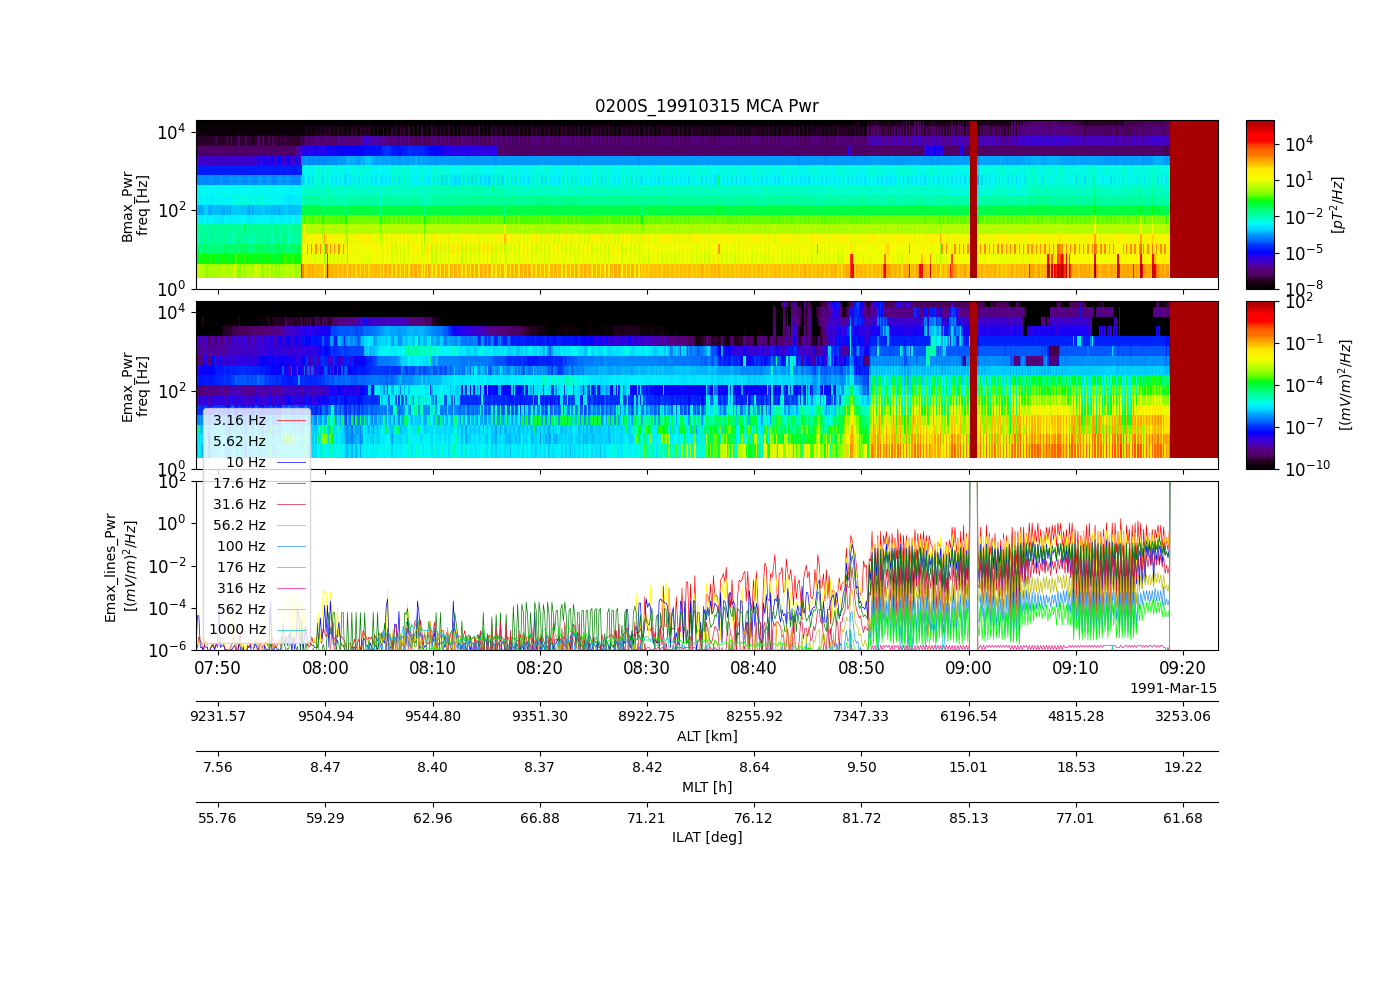 0200S_19910315 MCA Pwr
10^4
10^2
10^0
Bmax_Pwr
freq [Hz]
10^4
10^1
10^-2
10^-5
10^-8
[pT^2/Hz]
10^4
10^2
10^0
Emax_Pwr
freq [Hz]
10^2
10^-1
10^-4
10^-7
10^-10
[(mV/m)^2/Hz]
3.16 Hz
5.62 Hz
10 Hz
17.6 Hz
31.6 Hz
56.2 Hz
100 Hz
176 Hz
316 Hz
562 Hz
1000 Hz
10^2
10^0
10^-2
10^-4
10^-6
Emax_lines_Pwr
[(mV/m)^2/Hz]
07:50 08:00 08:10 08:20 08:30 08:40 08:50 09:00 09:10 09:20
1991-Mar-15
9231.57 9504.94 9544.80 9351.30 8922.75 8255.92 7347.33 6196.54 4815.28 3253.06
ALT [km]
7.56 8.47 8.40 8.37 8.42 8.64 9.50 15.01 18.53 19.22
MLT [h]
55.76 59.29 62.96 66.88 71.21 76.12 81.72 85.13 77.01 61.68
ILAT [deg]